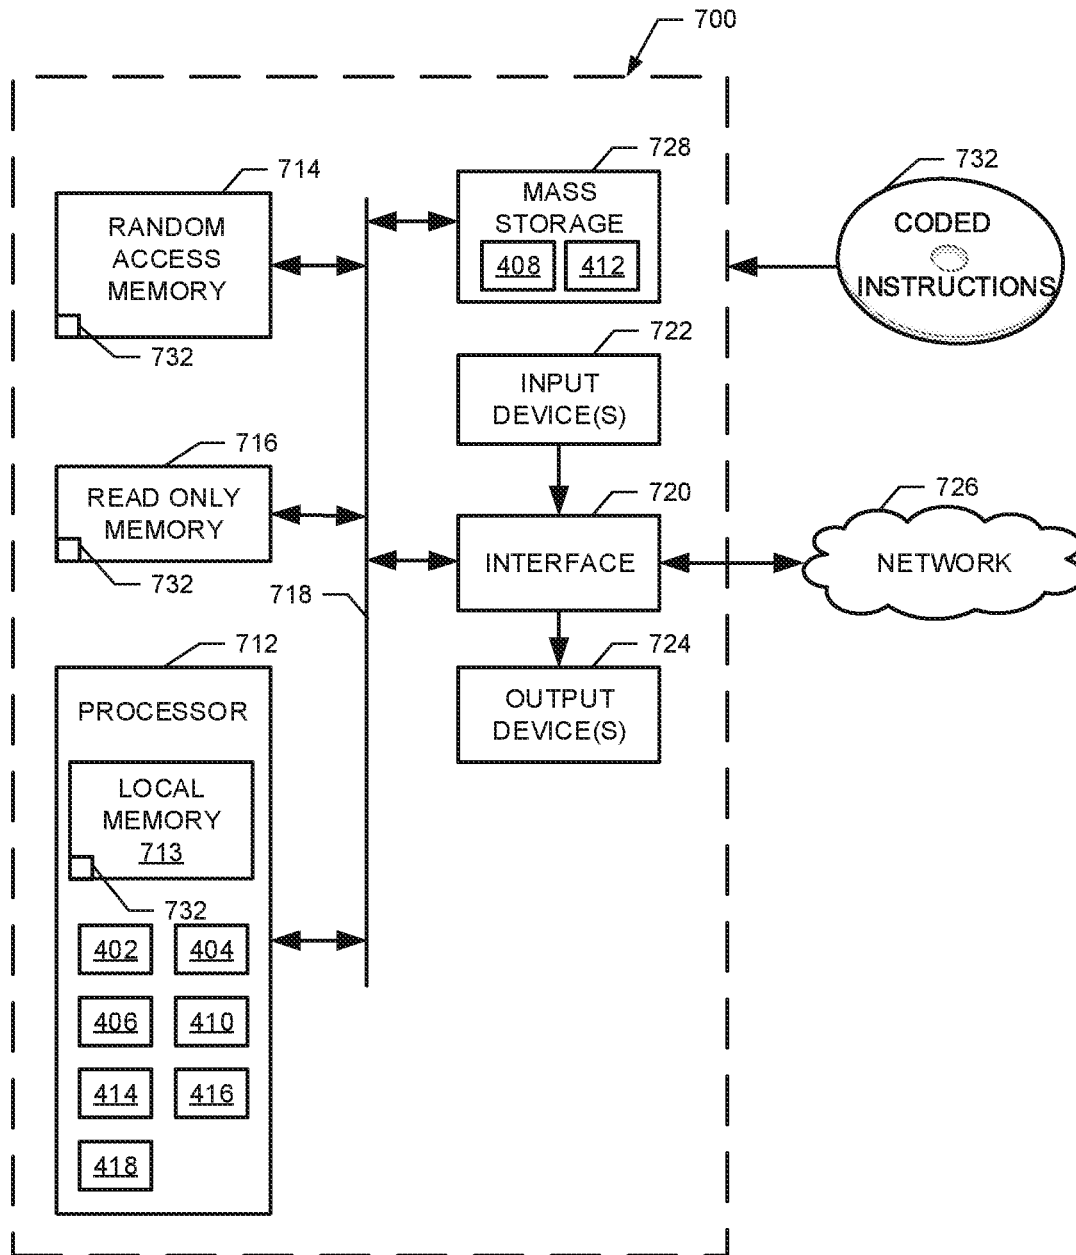 700
714
RANDOM
ACCESS
MEMORY
732
728
MASS
STORAGE
408 412
732
CODED
INSTRUCTIONS
722
INPUT
DEVICE(S)
716
READ ONLY
MEMORY
732
720
INTERFACE
726
NETWORK
718
712
PROCESSOR
LOCAL
MEMORY
713
732
402 404
406 410
414 416
418
724
OUTPUT
DEVICE(S)